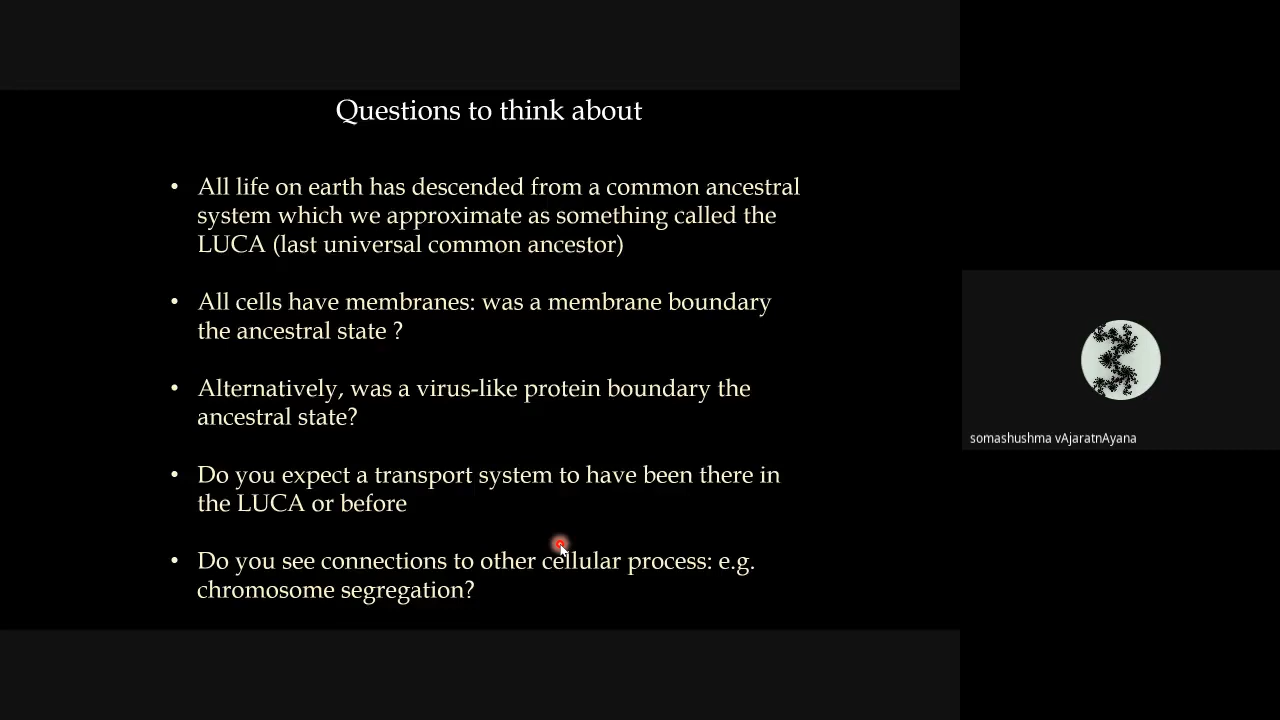 Questions to think about
• All life on earth has descended from a common ancestral
system which we approximate as something called the
LUCA (last universal common ancestor)
• All cells have membranes: was a membrane boundary
the ancestral state ?
• Alternatively, was a virus-like protein boundary the
ancestral state?
• Do you expect a transport system to have been there in
the LUCA or before
• Do you see connections to other cellular process: e.g.
chromosome segregation?
somashushma vAjaratnAyana